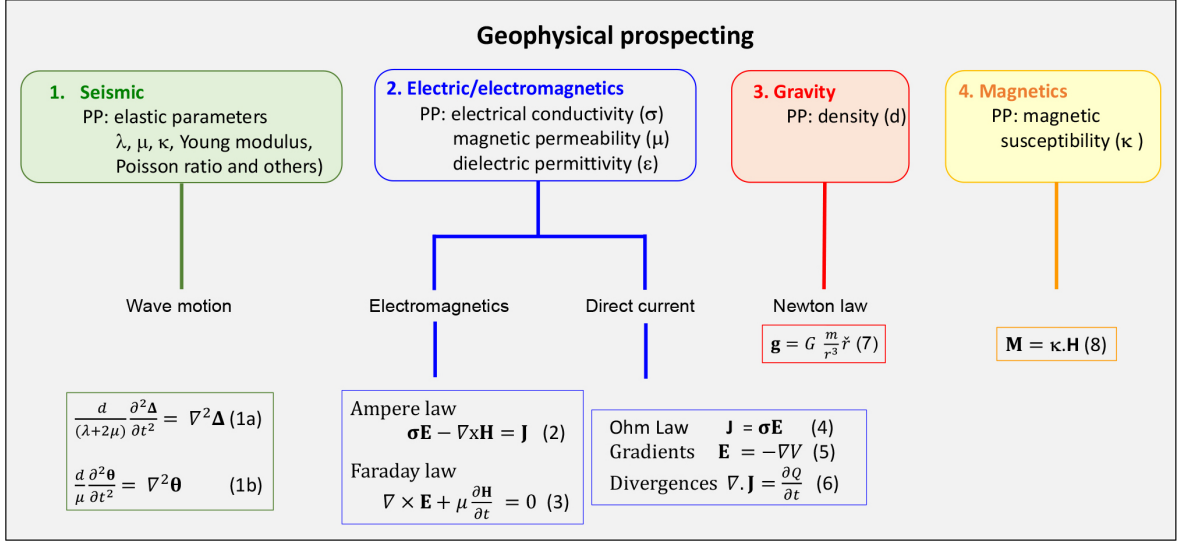 Geophysical prospecting
1. Seismic
PP: elastic parameters
λ, μ, κ, Young modulus,
Poisson ratio and others)
2. Electric/electromagnetics
PP: electrical conductivity (σ)
magnetic permeability (μ)
dielectric permittivity (ε)
3. Gravity
PP: density (d)
4. Magnetics
PP: magnetic
susceptibility (κ )
Wave motion
Electromagnetics
Direct current
Newton law
𝐠 = G m/r³ ř (7)
𝐌 = κ.𝐇 (8)
d/(λ+2μ) ∂²𝚫/∂t² = ∇²𝚫 (1a)
d/μ ∂²𝛉/∂t² = ∇²𝛉 (1b)
Ampere law
𝛔𝐄 − ∇x𝐇 = 𝐉 (2)
Faraday law
∇ × 𝐄 + μ ∂𝐇/∂t = 0 (3)
Ohm Law 𝐉 = 𝛔𝐄 (4)
Gradients 𝐄 = −∇V (5)
Divergences ∇. 𝐉 = ∂Q/∂t (6)